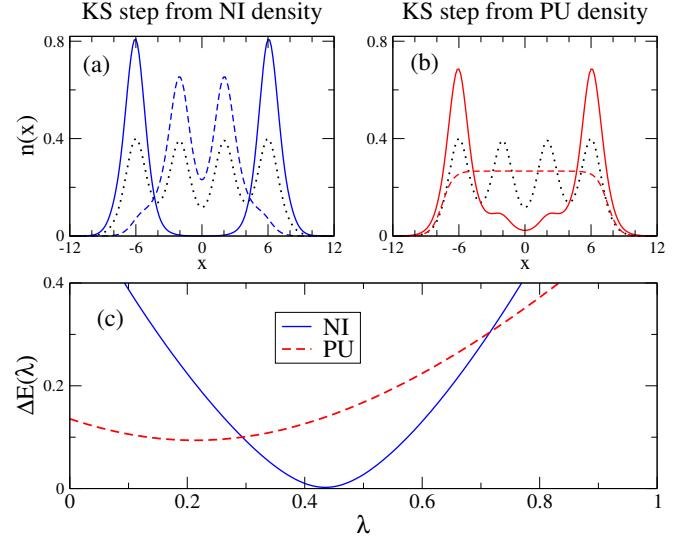 KS step from NI density
KS step from PU density
(a)
(b)
n(x)
0.8
0.4
0
-12 -6 0 6 12
x
0.8
0.4
0
-12 -6 0 6 12
x
(c)
NI
PU
ΔE(λ)
0.4
0.2
0
0 0.2 0.4 0.6 0.8 1
λ